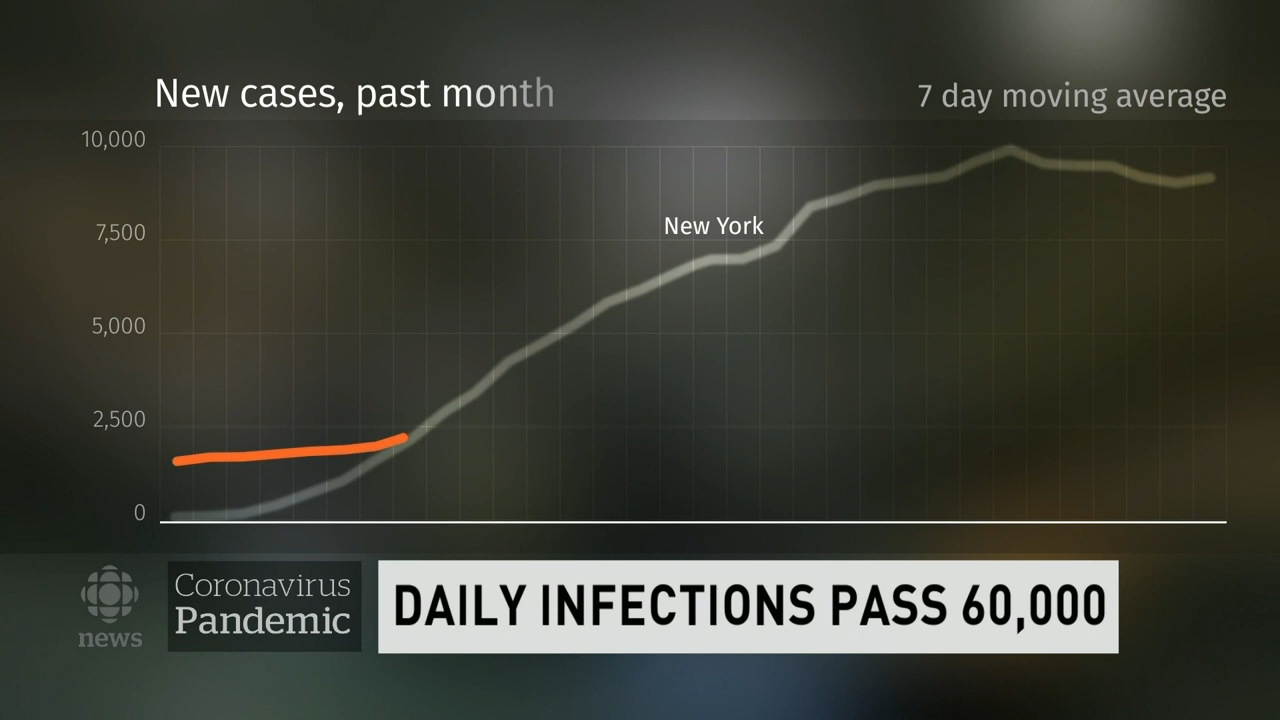 New cases, past month
7 day moving average
10,000
7,500
New York
5,000
2,500
0
news
Coronavirus
Pandemic
DAILY INFECTIONS PASS 60,000